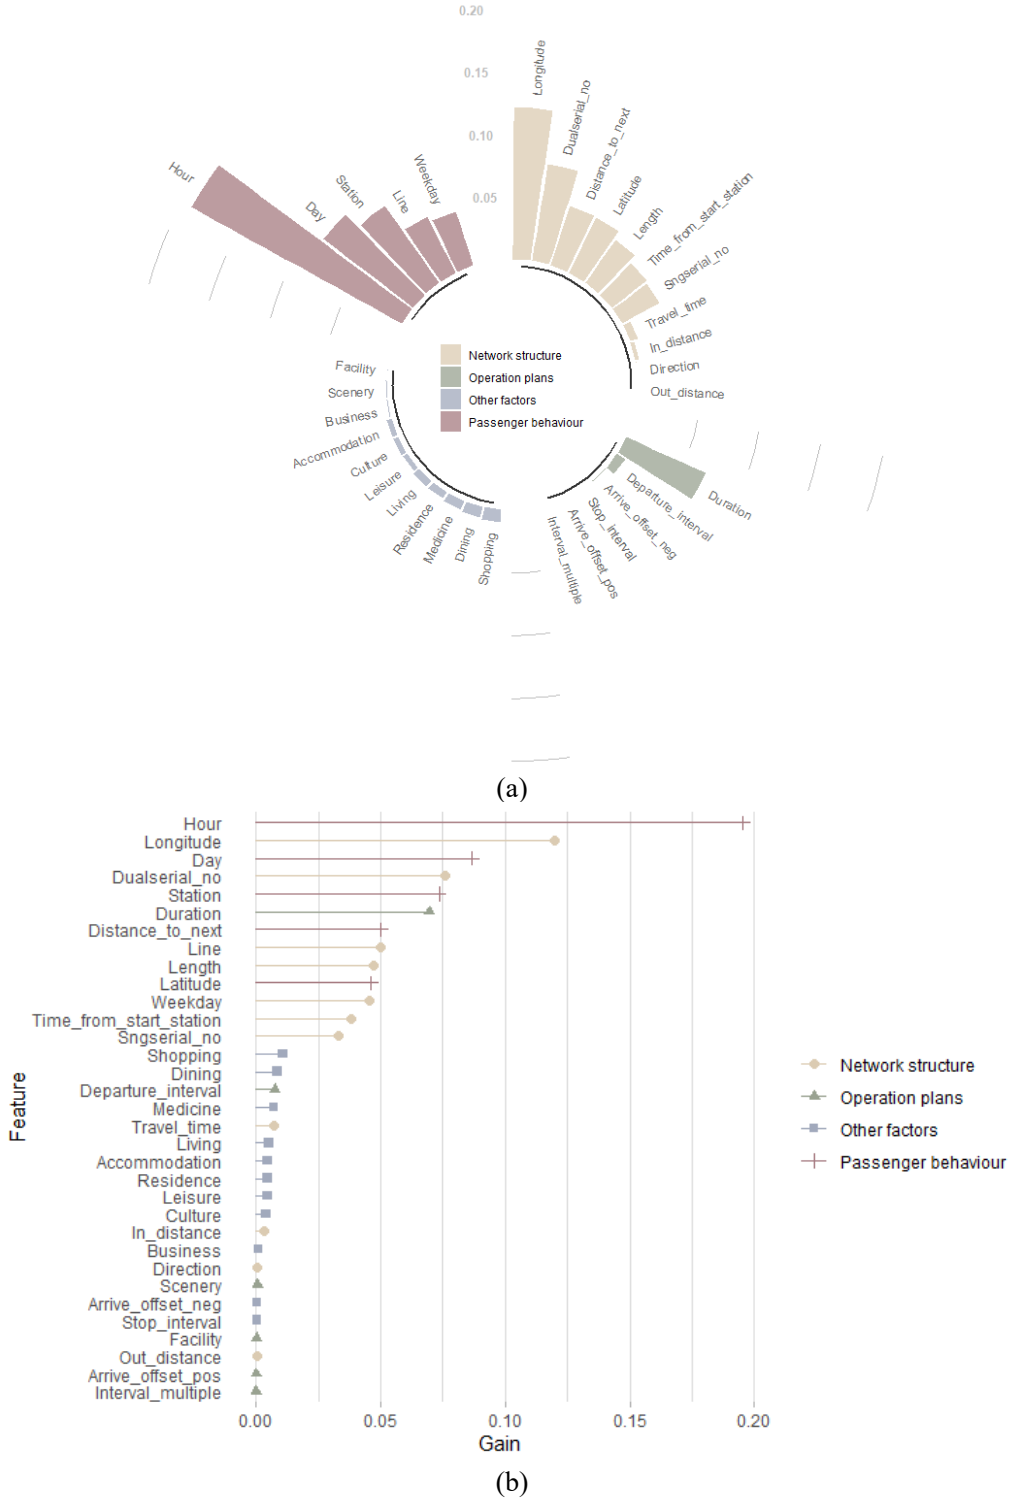 0.20
0.15
0.10
0.05
Longitude
Dualserial_no
Distance_to_next
Latitude
Length
Time_from_start_station
Sngserial_no
Travel_time
In_distance
Direction
Out_distance
Hour
Day
Station
Line
Weekday
Network structure
Operation plans
Other factors
Passenger behaviour
Facility
Scenery
Business
Accommodation
Culture
Leisure
Living
Residence
Medicine
Dining
Shopping
Duration
Departure_interval
Arrive_offset_neg
Stop_interval
Arrive_offset_pos
Interval_multiple
(a)
Hour
Longitude
Day
Dualserial_no
Station
Duration
Distance_to_next
Line
Length
Latitude
Weekday
Time_from_start_station
Sngserial_no
Shopping
Dining
Departure_interval
Medicine
Travel_time
Living
Accommodation
Residence
Leisure
Culture
In_distance
Business
Direction
Scenery
Arrive_offset_neg
Stop_interval
Facility
Out_distance
Arrive_offset_pos
Interval_multiple
Feature
0.00 0.05 0.10 0.15 0.20
Gain
Network structure
Operation plans
Other factors
Passenger behaviour
(b)